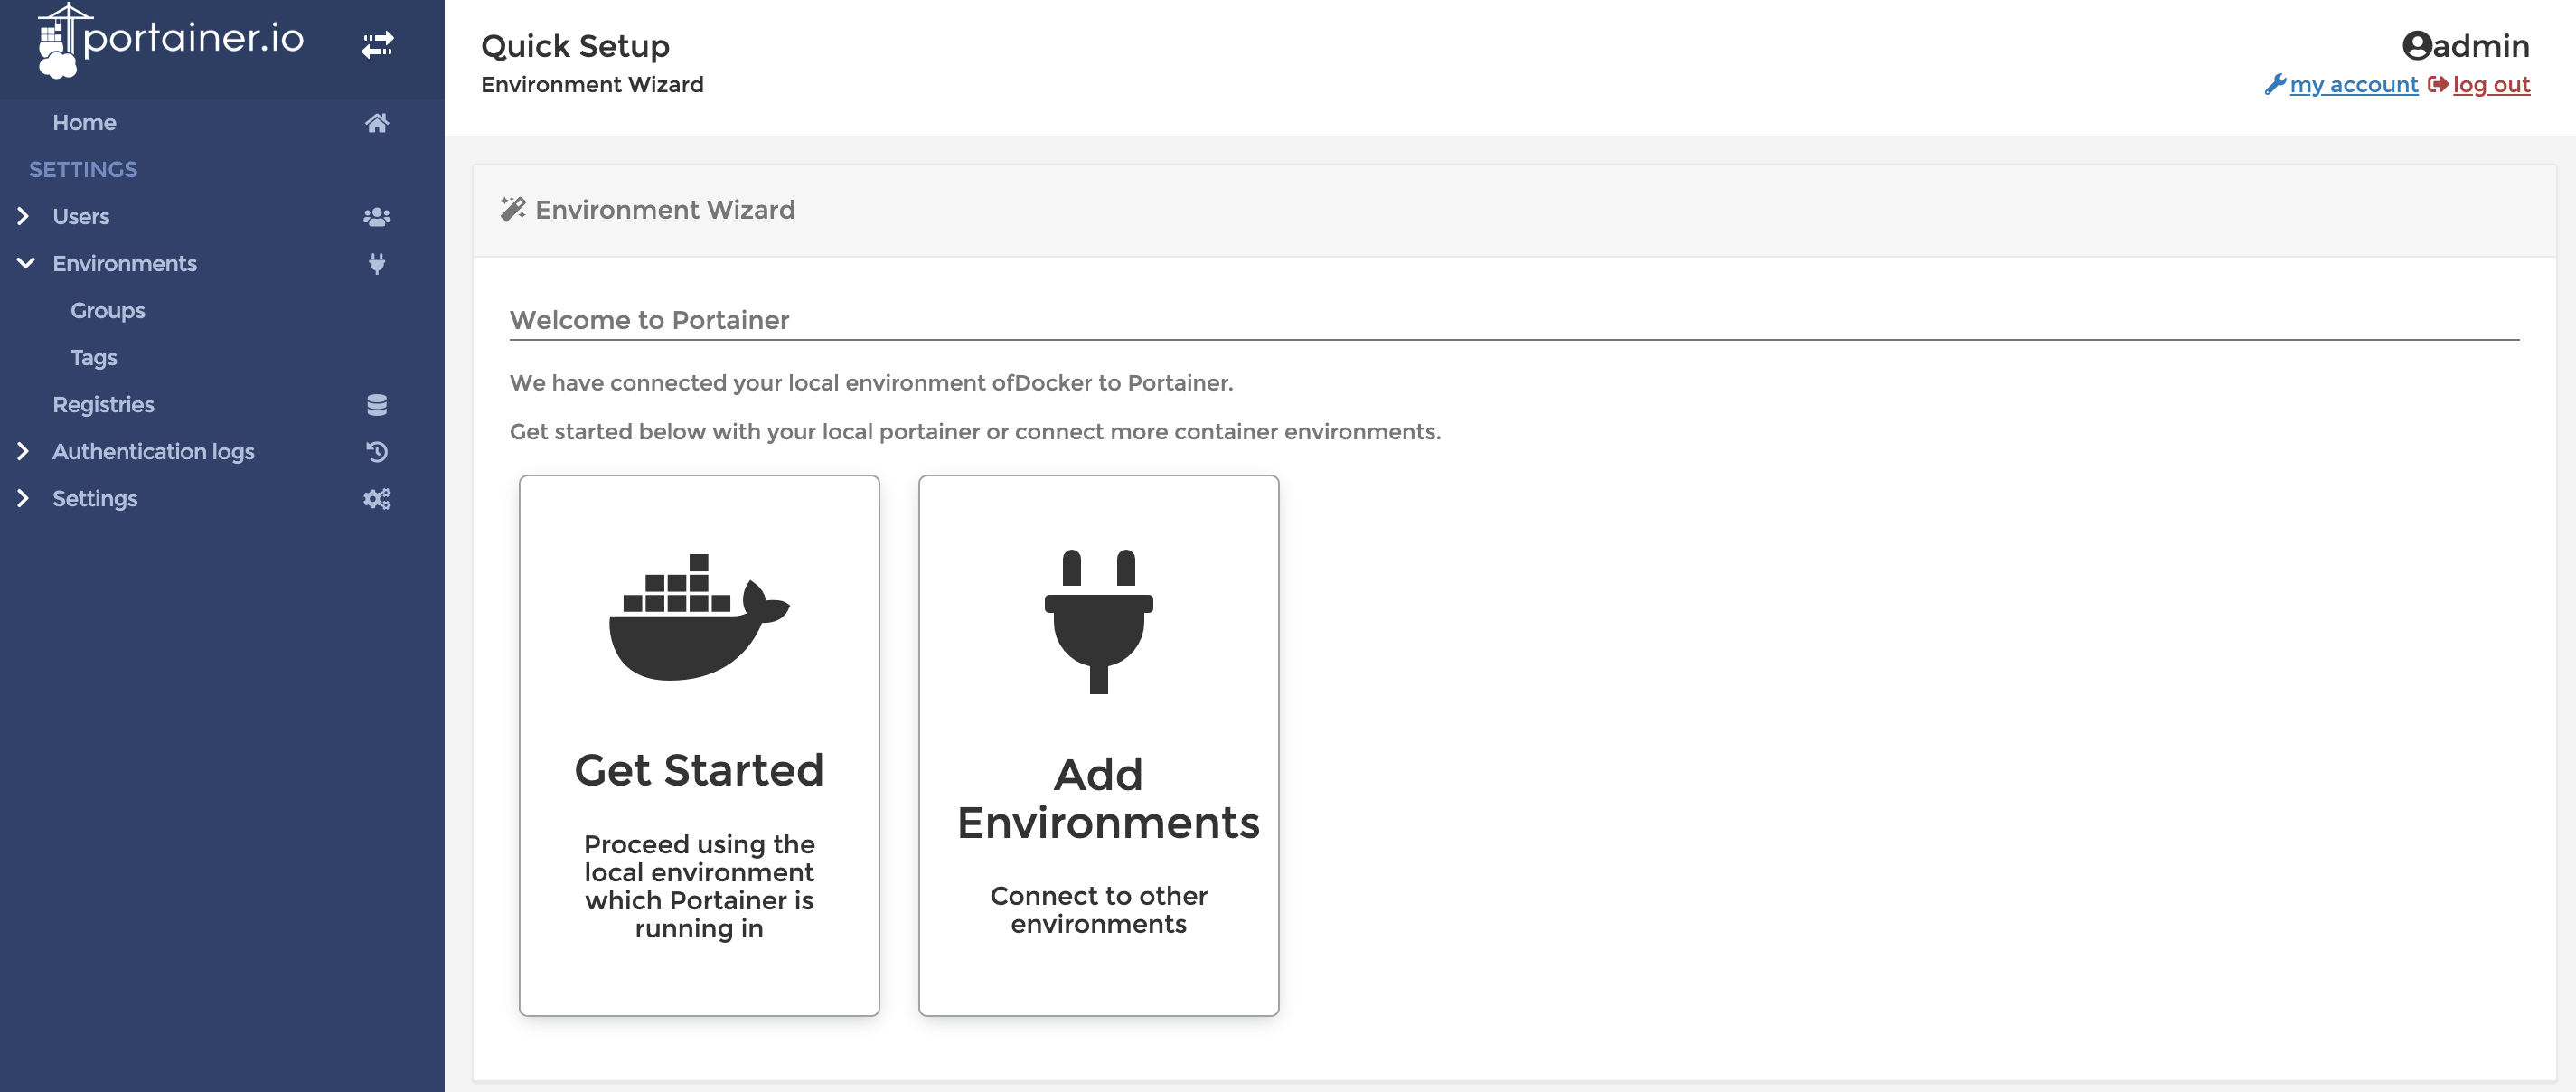 portainer.io
Home
SETTINGS
Users
Environments
Groups
Tags
Registries
Authentication logs
Settings
Quick Setup
Environment Wizard
admin
my account log out
Environment Wizard
Welcome to Portainer
We have connected your local environment ofDocker to Portainer.
Get started below with your local portainer or connect more container environments.
Get Started
Proceed using the
local environment
which Portainer is
running in
Add
Environments
Connect to other
environments